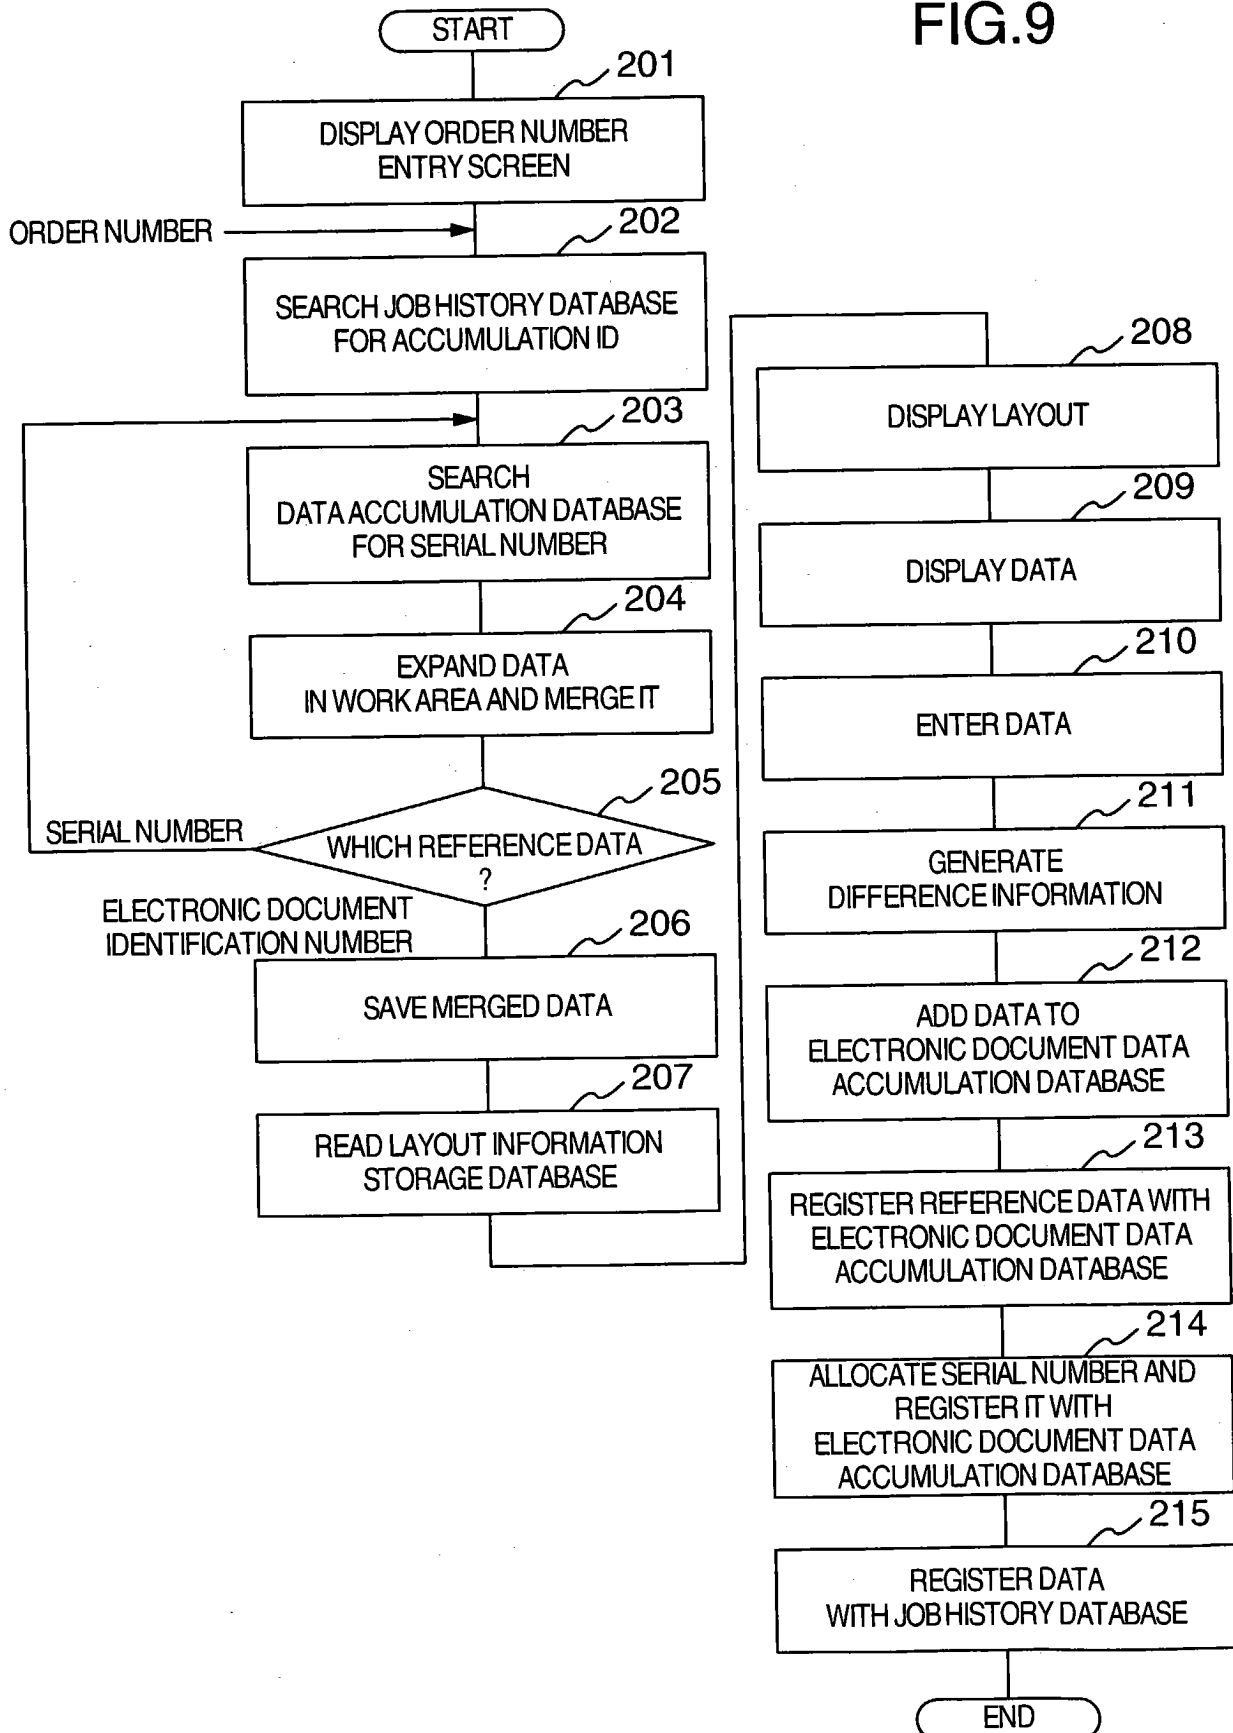 FIG.9
START
201
DISPLAY ORDER NUMBER
ENTRY SCREEN
ORDER NUMBER
202
SEARCH JOB HISTORY DATABASE
FOR ACCUMULATION ID
203
SEARCH
DATA ACCUMULATION DATABASE
FOR SERIAL NUMBER
204
EXPAND DATA
IN WORK AREA AND MERGE IT
205
SERIAL NUMBER
WHICH REFERENCE DATA
?
ELECTRONIC DOCUMENT
IDENTIFICATION NUMBER
206
SAVE MERGED DATA
207
READ LAYOUT INFORMATION
STORAGE DATABASE
208
DISPLAY LAYOUT
209
DISPLAY DATA
210
ENTER DATA
211
GENERATE
DIFFERENCE INFORMATION
212
ADD DATA TO
ELECTRONIC DOCUMENT DATA
ACCUMULATION DATABASE
213
REGISTER REFERENCE DATA WITH
ELECTRONIC DOCUMENT DATA
ACCUMULATION DATABASE
214
ALLOCATE SERIAL NUMBER AND
REGISTER IT WITH
ELECTRONIC DOCUMENT DATA
ACCUMULATION DATABASE
215
REGISTER DATA
WITH JOB HISTORY DATABASE
END